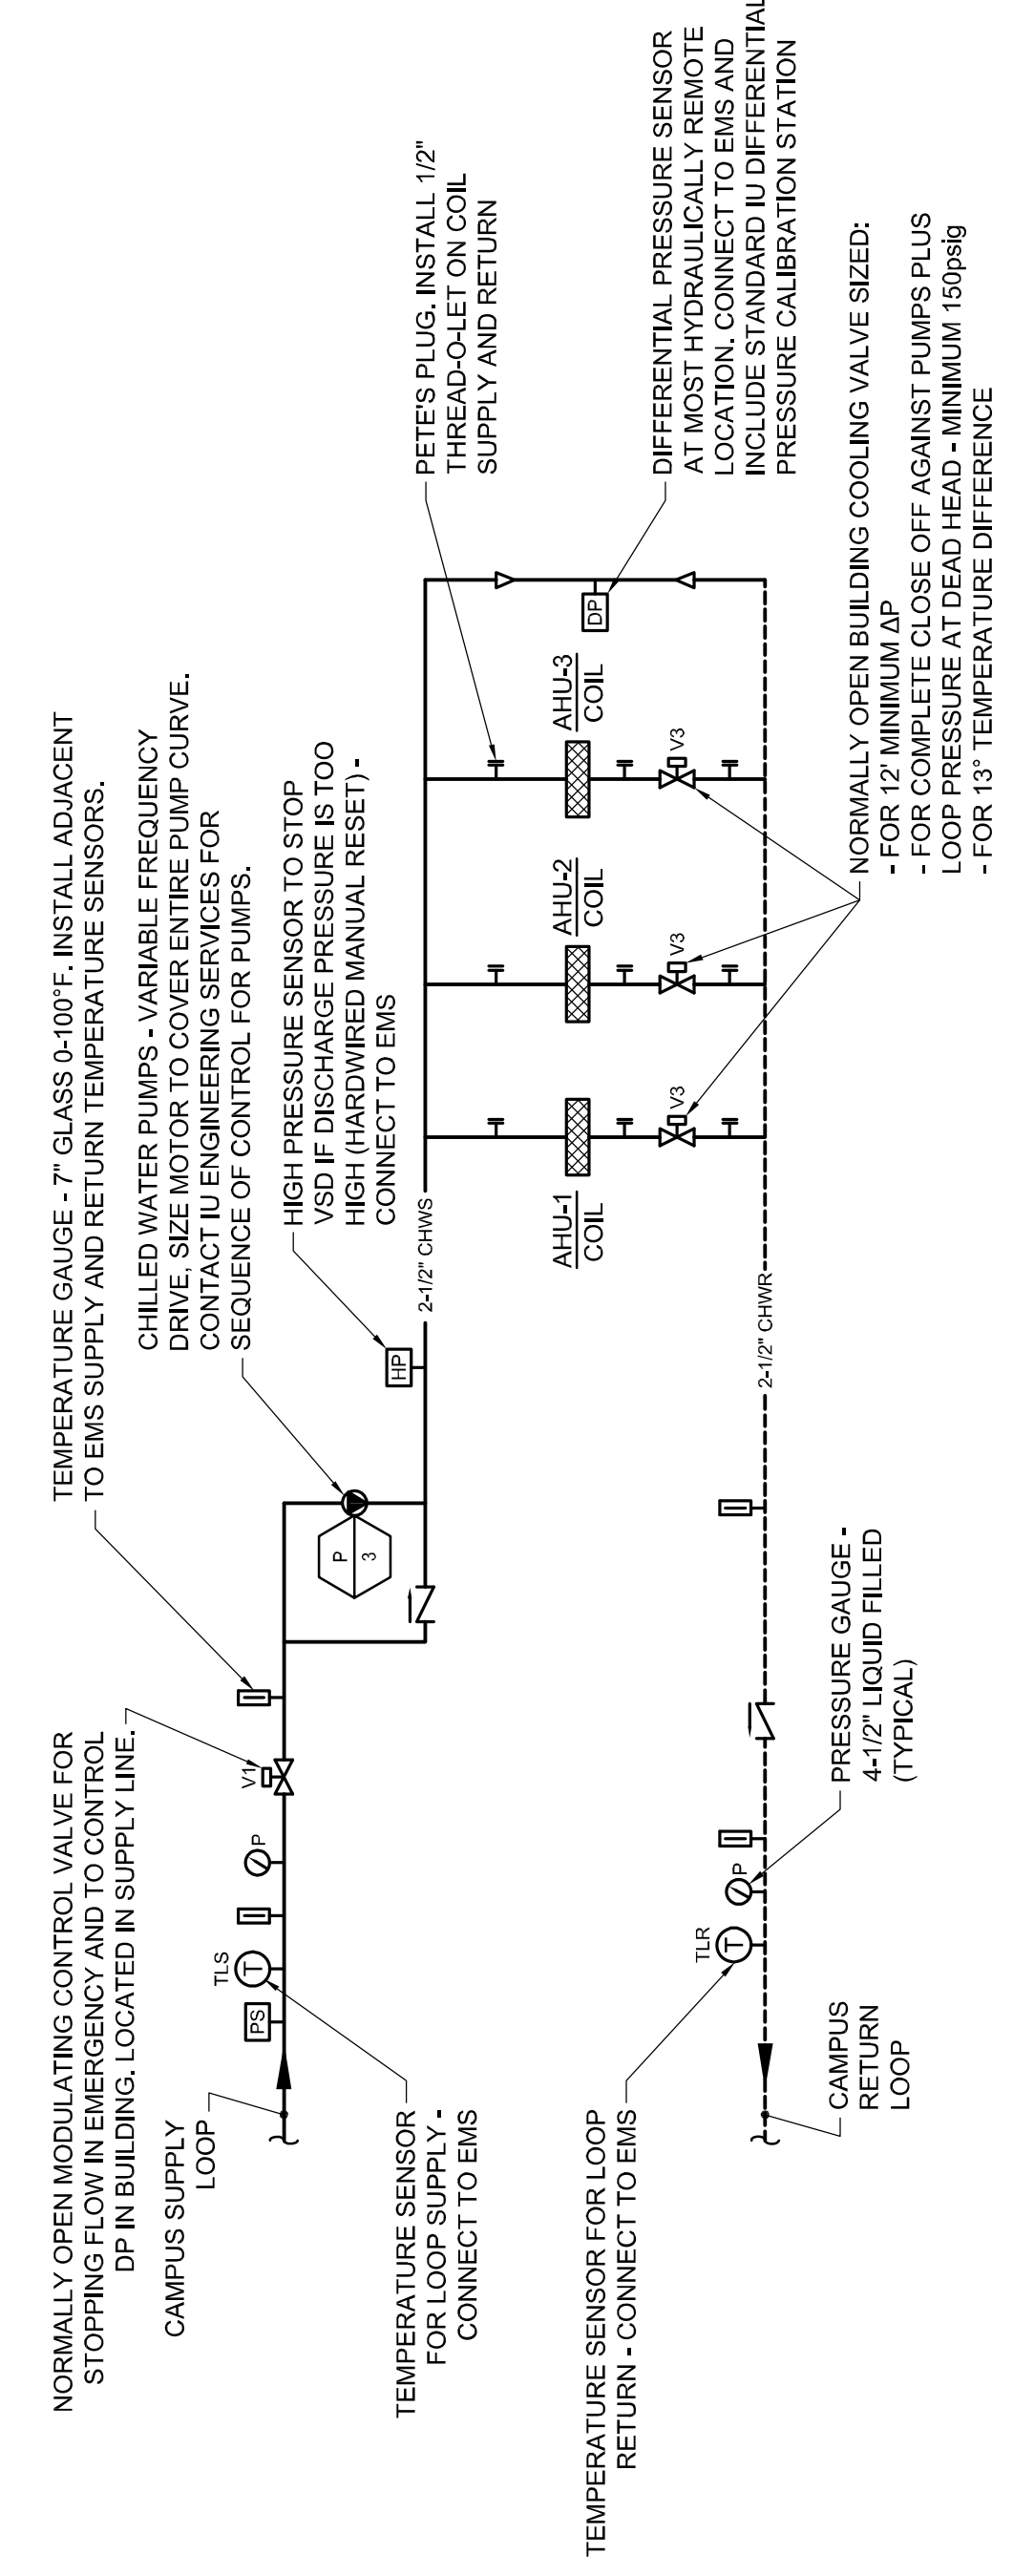 NORMALLY OPEN MODULATING CONTROL VALVE FOR
STOPPING FLOW IN EMERGENCY AND TO CONTROL
DP IN BUILDING. LOCATED IN SUPPLY LINE.
TEMPERATURE GAUGE - 7" GLASS 0-100°F. INSTALL ADJACENT
TO EMS SUPPLY AND RETURN TEMPERATURE SENSORS.
CHILLED WATER PUMPS - VARIABLE FREQUENCY
DRIVE, SIZE MOTOR TO COVER ENTIRE PUMP CURVE.
CONTACT IU ENGINEERING SERVICES FOR
SEQUENCE OF CONTROL FOR PUMPS.
CAMPUS SUPPLY
LOOP
PS
TLS
T
P
V1
P
3
HIGH PRESSURE SENSOR TO STOP
VSD IF DISCHARGE PRESSURE IS TOO
HIGH (HARDWIRED MANUAL RESET) -
CONNECT TO EMS
HP
2-1/2" CHWS
PETE'S PLUG. INSTALL 1/2"
THREAD-O-LET ON COIL
SUPPLY AND RETURN
TEMPERATURE SENSOR
FOR LOOP SUPPLY -
CONNECT TO EMS
AHU-1
COIL
AHU-2
COIL
AHU-3
COIL
DP
V3
V3
V3
DIFFERENTIAL PRESSURE SENSOR
AT MOST HYDRAULICALLY REMOTE
LOCATION. CONNECT TO EMS AND
INCLUDE STANDARD IU DIFFERENTIAL
PRESSURE CALIBRATION STATION
TEMPERATURE SENSOR FOR LOOP
RETURN - CONNECT TO EMS
TLR
T
P
2-1/2" CHWR
CAMPUS
RETURN
LOOP
PRESSURE GAUGE -
4-1/2" LIQUID FILLED
(TYPICAL)
NORMALLY OPEN BUILDING COOLING VALVE SIZED:
- FOR 12' MINIMUM ΔP
- FOR COMPLETE CLOSE OFF AGAINST PUMPS PLUS
LOOP PRESSURE AT DEAD HEAD - MINIMUM 150psig
- FOR 13° TEMPERATURE DIFFERENCE